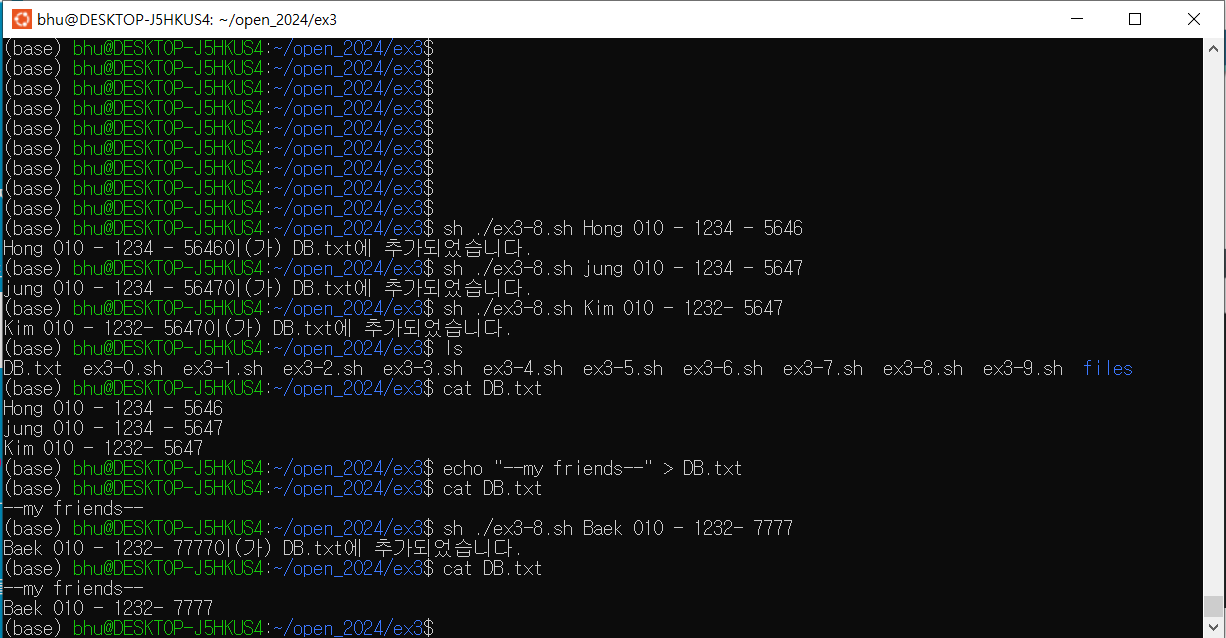 bhu@DESKTOP-J5HKUS4: ~/open_2024/ex3
(base) bhu@DESKTOP-J5HKUS4:~/open_2024/ex3$
(base) bhu@DESKTOP-J5HKUS4:~/open_2024/ex3$
(base) bhu@DESKTOP-J5HKUS4:~/open_2024/ex3$
(base) bhu@DESKTOP-J5HKUS4:~/open_2024/ex3$
(base) bhu@DESKTOP-J5HKUS4:~/open_2024/ex3$
(base) bhu@DESKTOP-J5HKUS4:~/open_2024/ex3$
(base) bhu@DESKTOP-J5HKUS4:~/open_2024/ex3$
(base) bhu@DESKTOP-J5HKUS4:~/open_2024/ex3$
(base) bhu@DESKTOP-J5HKUS4:~/open_2024/ex3$
(base) bhu@DESKTOP-J5HKUS4:~/open_2024/ex3$ sh ./ex3-8.sh Hong 010 - 1234 - 5646
Hong 010 - 1234 - 5646이(가) DB.txt에 추가되었습니다.
(base) bhu@DESKTOP-J5HKUS4:~/open_2024/ex3$ sh ./ex3-8.sh jung 010 - 1234 - 5647
jung 010 - 1234 - 5647이(가) DB.txt에 추가되었습니다.
(base) bhu@DESKTOP-J5HKUS4:~/open_2024/ex3$ sh ./ex3-8.sh Kim 010 - 1232- 5647
Kim 010 - 1232- 5647이(가) DB.txt에 추가되었습니다.
(base) bhu@DESKTOP-J5HKUS4:~/open_2024/ex3$ ls
DB.txt  ex3-0.sh  ex3-1.sh  ex3-2.sh  ex3-3.sh  ex3-4.sh  ex3-5.sh  ex3-6.sh  ex3-7.sh  ex3-8.sh  ex3-9.sh  files
(base) bhu@DESKTOP-J5HKUS4:~/open_2024/ex3$ cat DB.txt
Hong 010 - 1234 - 5646
jung 010 - 1234 - 5647
Kim 010 - 1232- 5647
(base) bhu@DESKTOP-J5HKUS4:~/open_2024/ex3$ echo "--my friends--" > DB.txt
(base) bhu@DESKTOP-J5HKUS4:~/open_2024/ex3$ cat DB.txt
--my friends--
(base) bhu@DESKTOP-J5HKUS4:~/open_2024/ex3$ sh ./ex3-8.sh Baek 010 - 1232- 7777
Baek 010 - 1232- 7777이(가) DB.txt에 추가되었습니다.
(base) bhu@DESKTOP-J5HKUS4:~/open_2024/ex3$ cat DB.txt
--my friends--
Baek 010 - 1232- 7777
(base) bhu@DESKTOP-J5HKUS4:~/open_2024/ex3$